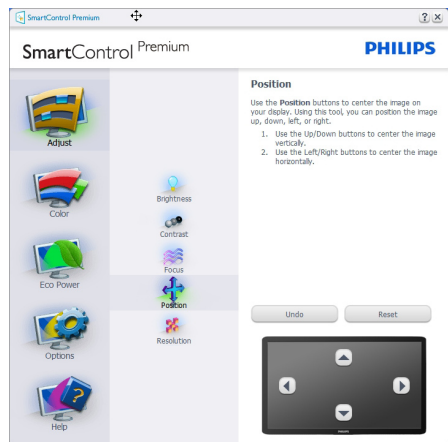 SmartControl Premium
SmartControl Premium
PHILIPS
Adjust
Color
Eco Power
Options
Help
Brightness
Contrast
Focus
Position
Resolution
Position
Use the Position buttons to center the image on
your display. Using this tool, you can position the image
up, down, left, or right.
1. Use the Up/Down buttons to center the image
vertically.
2. Use the Left/Right buttons to center the image
horizontally.
Undo
Reset
PHILIPS